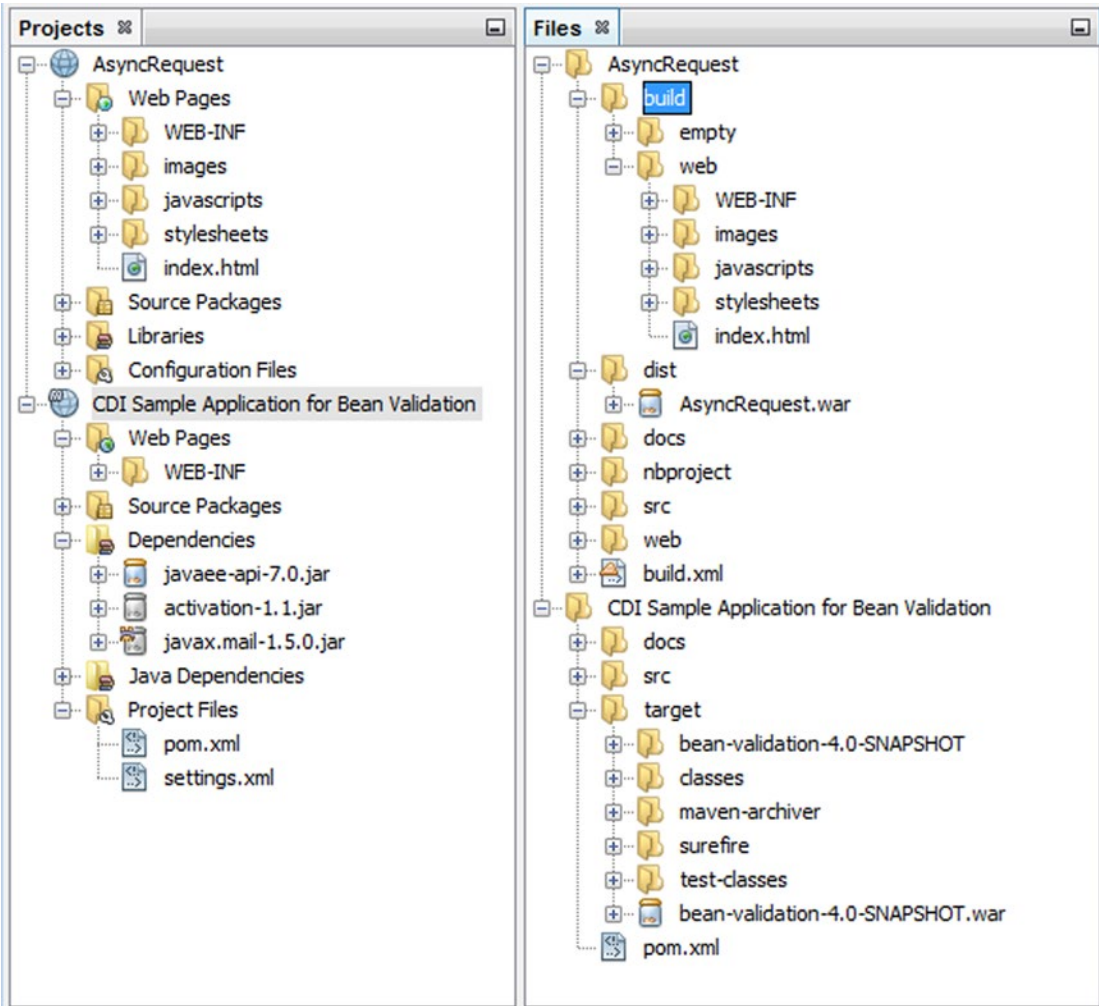 Projects
AsyncRequest
Web Pages
WEB-INF
images
javascripts
stylesheets
index.html
Source Packages
Libraries
Configuration Files
CDI Sample Application for Bean Validation
Web Pages
WEB-INF
Source Packages
Dependencies
javaee-api-7.0.jar
activation-1.1.jar
javax.mail-1.5.0.jar
Java Dependencies
Project Files
pom.xml
settings.xml
Files
AsyncRequest
build
empty
web
WEB-INF
images
javascripts
stylesheets
index.html
dist
AsyncRequest.war
docs
nbproject
src
web
build.xml
CDI Sample Application for Bean Validation
docs
src
target
bean-validation-4.0-SNAPSHOT
classes
maven-archiver
surefire
test-classes
bean-validation-4.0-SNAPSHOT.war
pom.xml